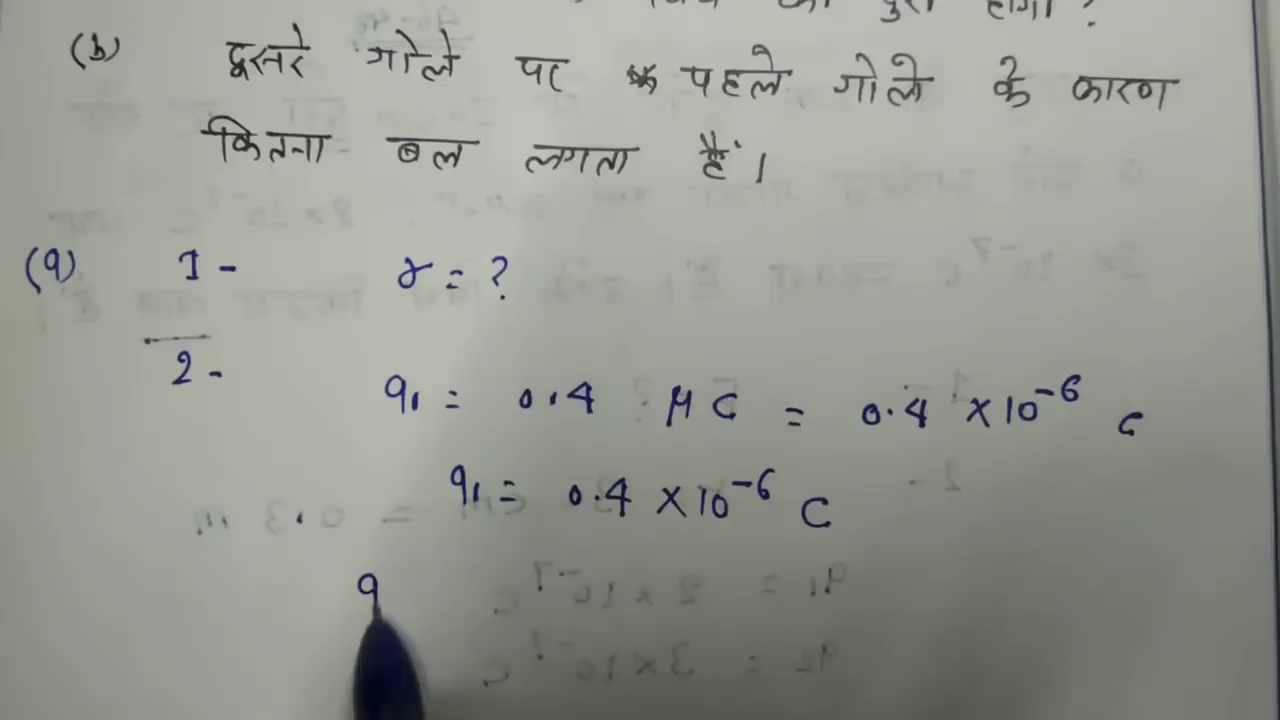 की दुरी होगी ?
(b) दुसरे गोले पर पहले गोले के कारण
कितना बल लगता हैं।
(a) 1 - r = ?
2 -
q₁ = 0.4 μC = 0.4 ×10⁻⁶ C
q₁ = 0.4 ×10⁻⁶ C
q